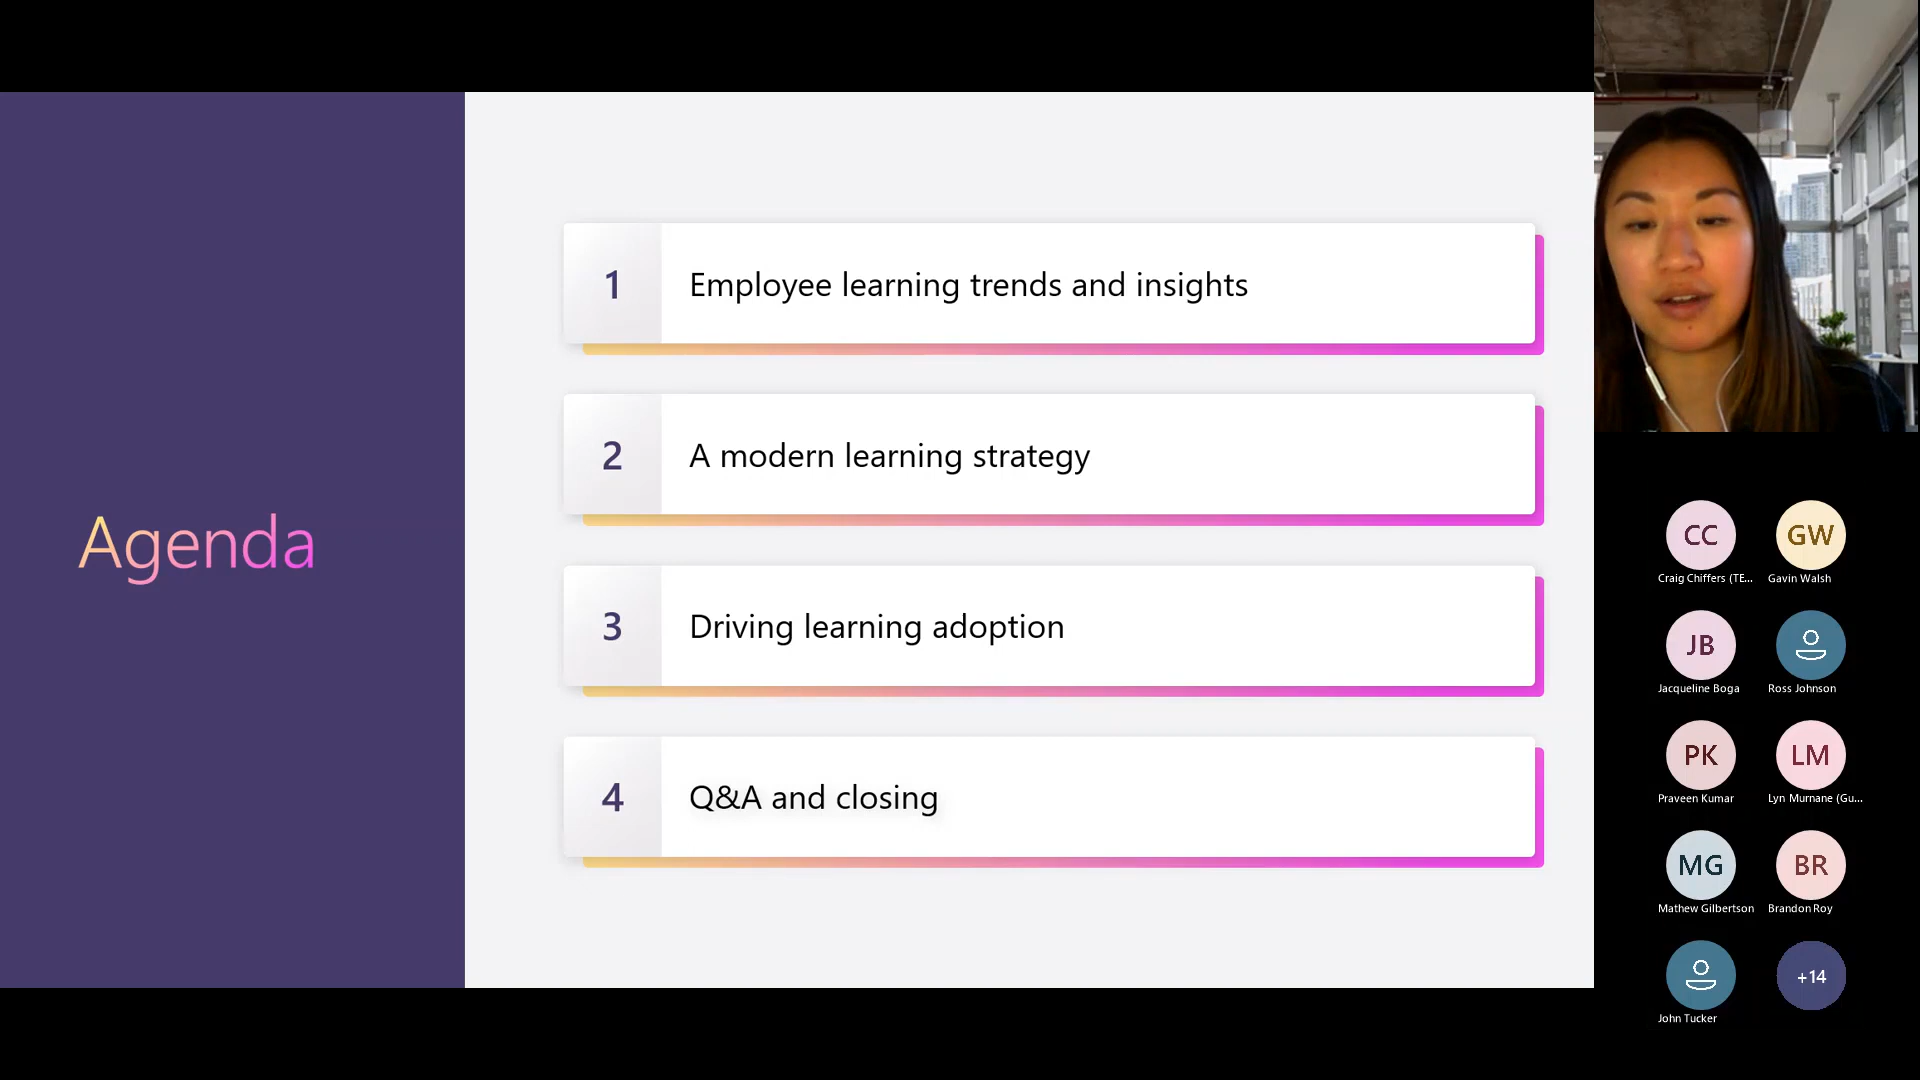 Agenda
1
Employee learning trends and insights
2
A modern learning strategy
3
Driving learning adoption
4
Q&A and closing
CC
GW
Craig Chiffers (TE...
Gavin Walsh
JB
Jacqueline Boga
Ross Johnson
PK
LM
Praveen Kumar
Lyn Murnane (Gu...
MG
BR
Mathew Gilbertson
Brandon Roy
+14
John Tucker